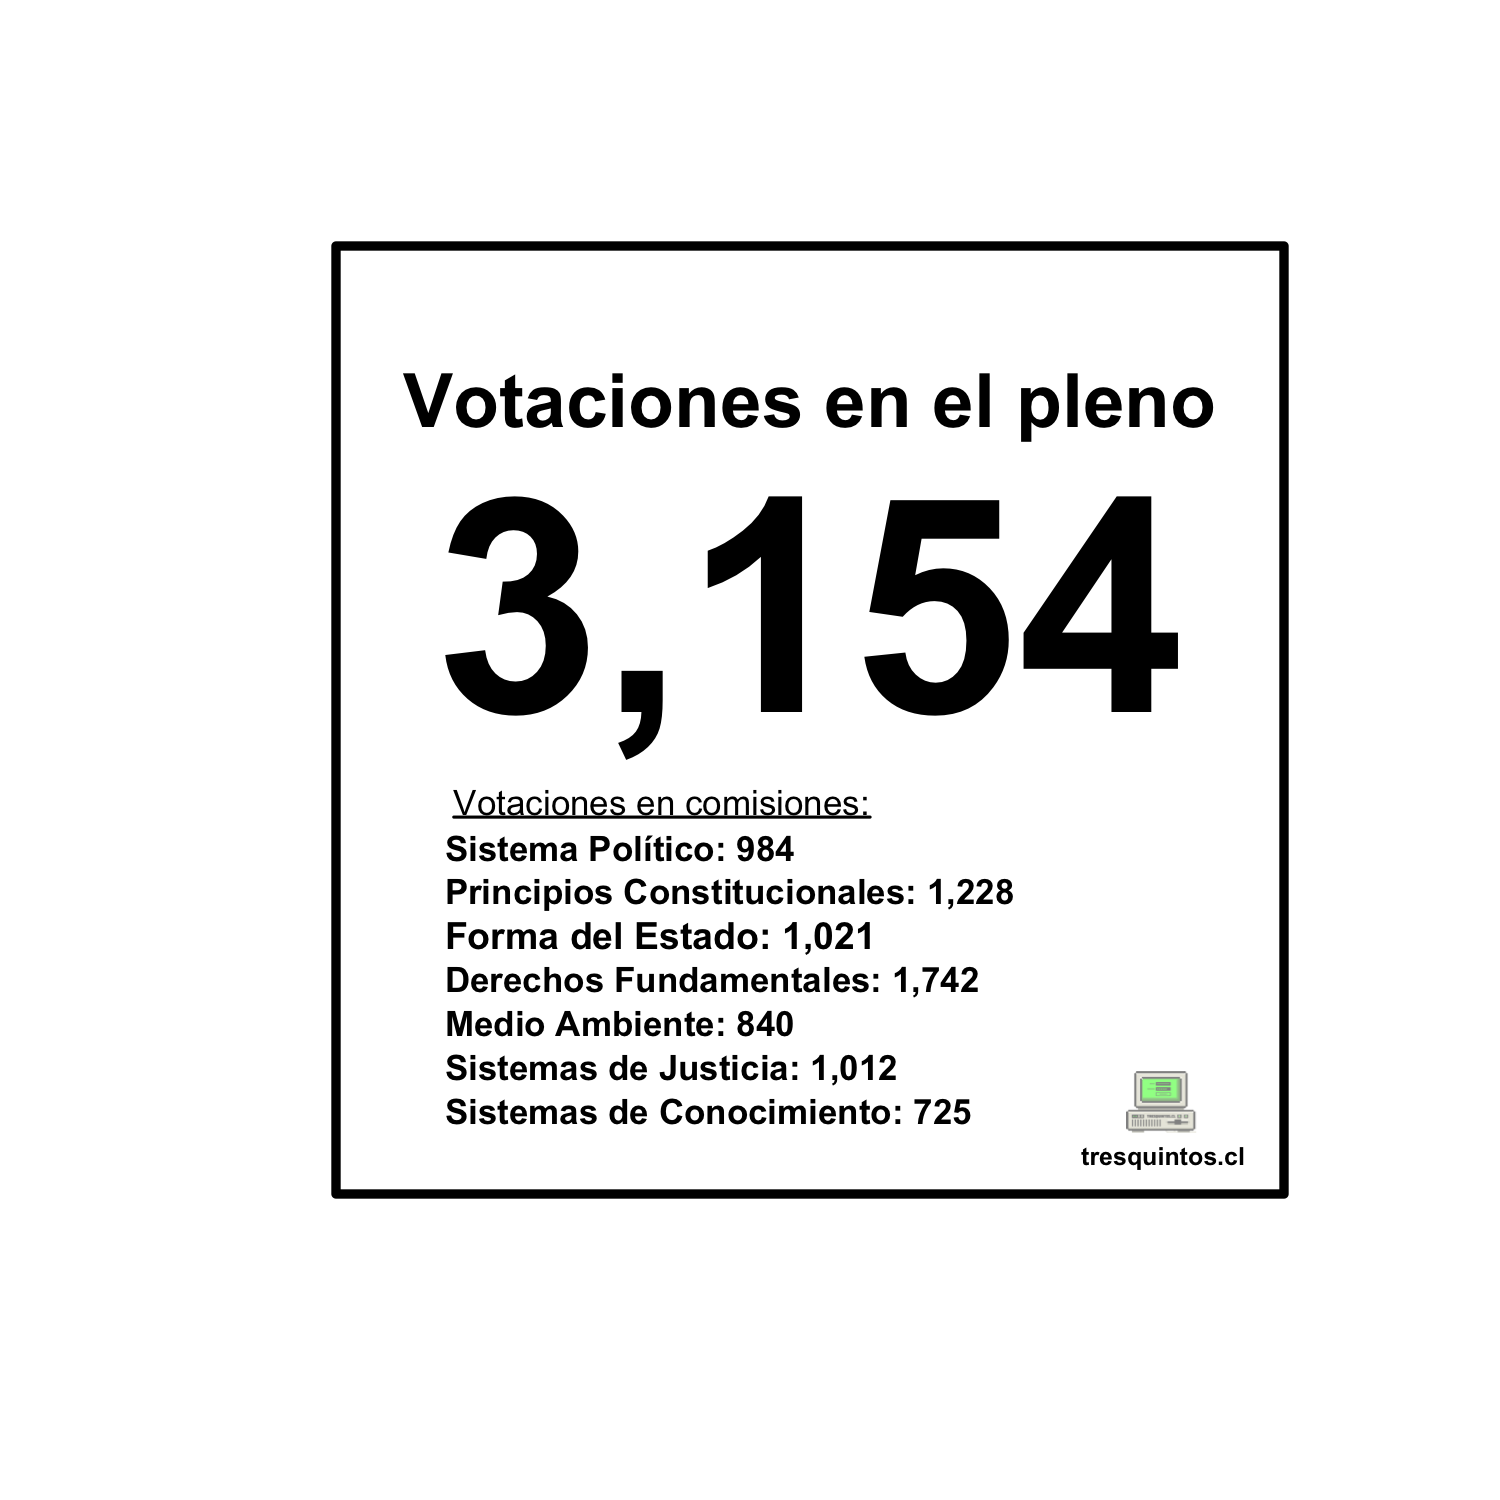 Votaciones en el pleno
3,154
Votaciones en comisiones:
Sistema Político: 984
Principios Constitucionales: 1,228
Forma del Estado: 1,021
Derechos Fundamentales: 1,742
Medio Ambiente: 840
Sistemas de Justicia: 1,012
Sistemas de Conocimiento: 725
tresquintos.cl